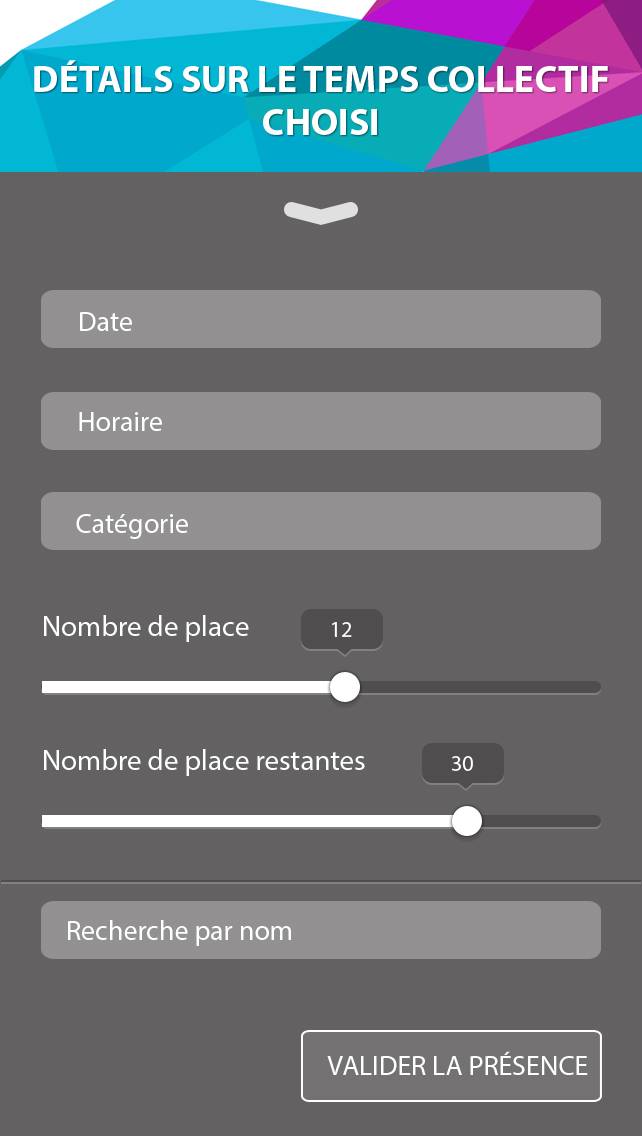 DÉTAILS SUR LE TEMPS COLLECTIF
CHOISI
Date
Horaire
Catégorie
Nombre de place 12
Nombre de place restantes 30
Recherche par nom
VALIDER LA PRÉSENCE